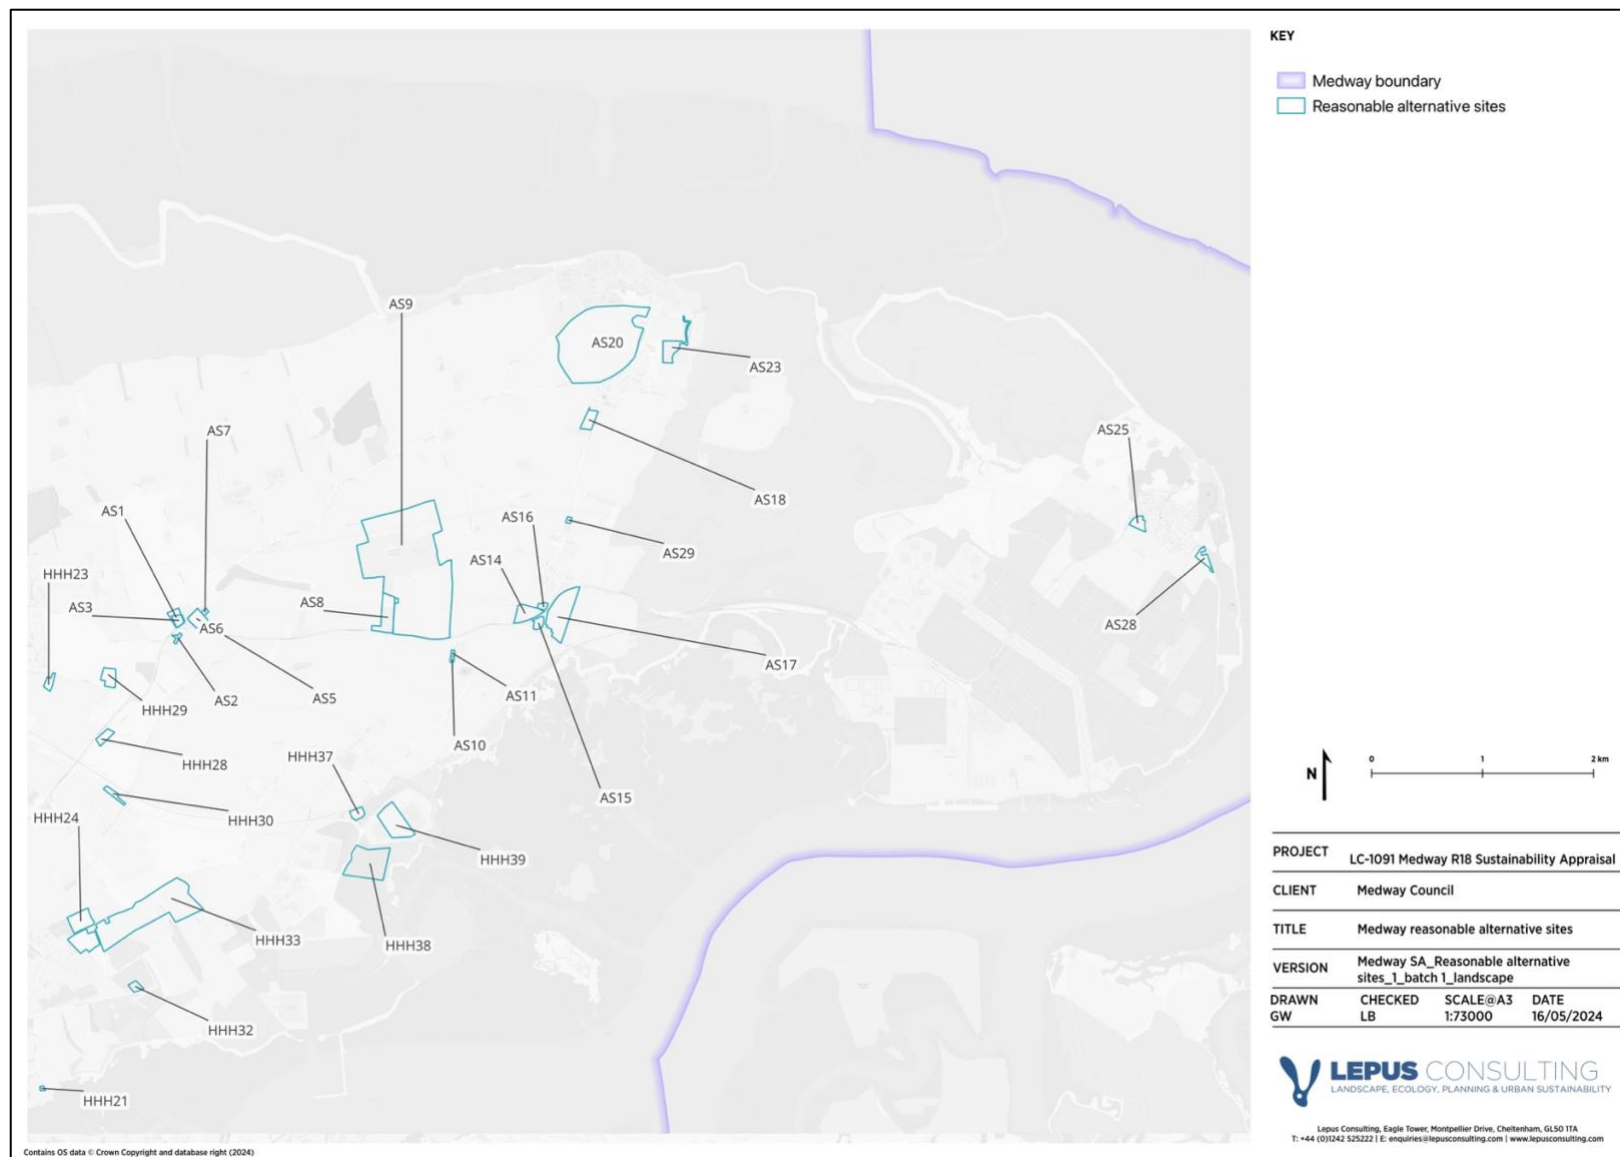 KEY
Medway boundary
Reasonable alternative sites
AS9
AS20
AS23
AS7
AS25
AS18
AS1
AS16
AS29
AS14
HHH23
AS3
AS8
AS6
AS28
AS17
AS2
AS5
AS11
HHH29
AS10
HHH28
HHH37
AS15
HHH24
HHH30
HHH39
HHH33
HHH38
HHH32
HHH21
N
0 1 2 km
PROJECT LC-1091 Medway R18 Sustainability Appraisal
CLIENT Medway Council
TITLE Medway reasonable alternative sites
VERSION Medway SA_Reasonable alternative
sites_1_batch 1_landscape
DRAWN CHECKED SCALE@A3 DATE
GW LB 1:73000 16/05/2024
LEPUS CONSULTING
LANDSCAPE, ECOLOGY, PLANNING & URBAN SUSTAINABILITY
Lepus Consulting, Eagle Tower, Montpellier Drive, Cheltenham, GL50 1TA
T: +44 (0)1242 525222 | E: enquiries@lepusconsulting.com | www.lepusconsulting.com
Contains OS data © Crown Copyright and database right (2024)